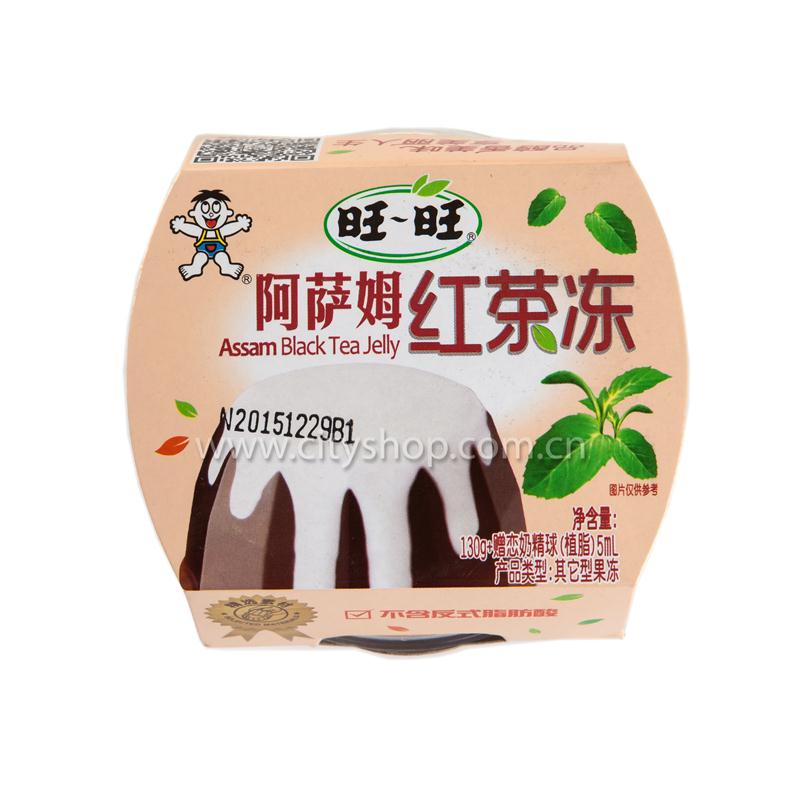 旺~旺
®
®
阿萨姆红茶冻
Assam Black Tea Jelly
N20151229B1
www.cityshop.com.cn
图片仅供参考
净含量:
130g+赠恋奶精球(植脂)5mL
产品类型:其它型果冻
SELECTED MATERIALS
不含反式脂肪酸